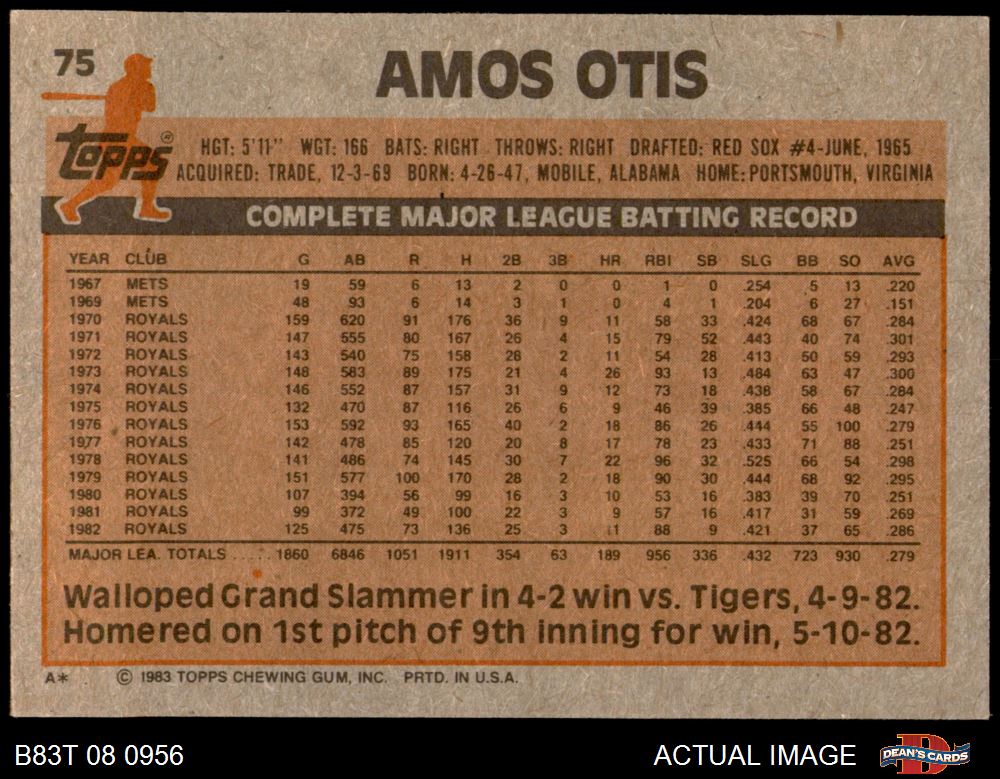 75
AMOS OTIS
Topps
HGT: 5'11" WGT: 166 BATS: RIGHT THROWS: RIGHT DRAFTED: RED SOX #4-JUNE, 1965
ACQUIRED: TRADE, 12-3-69 BORN: 4-26-47, MOBILE, ALABAMA HOME: PORTSMOUTH, VIRGINIA
COMPLETE MAJOR LEAGUE BATTING RECORD
YEAR CLUB G AB R H 2B 3B HR RBI SB SLG BB SO AVG
1967 METS 19 59 6 13 2 0 0 1 0 .254 5 13 .220
1969 METS 48 93 6 14 3 1 0 4 1 .204 6 27 .151
1970 ROYALS 159 620 91 176 36 9 11 58 33 .424 68 67 .284
1971 ROYALS 147 555 80 167 26 4 15 79 52 .443 40 74 .301
1972 ROYALS 143 540 75 158 28 2 11 54 28 .413 50 59 .293
1973 ROYALS 148 583 89 175 21 4 26 93 13 .484 63 47 .300
1974 ROYALS 146 552 87 157 31 9 12 73 18 .438 58 67 .284
1975 ROYALS 132 470 87 116 26 6 9 46 39 .385 66 48 .247
1976 ROYALS 153 592 93 165 40 2 18 86 26 .444 55 100 .279
1977 ROYALS 142 478 85 120 20 8 17 78 23 .433 71 88 .251
1978 ROYALS 141 486 74 145 30 7 22 96 32 .525 66 54 .298
1979 ROYALS 151 577 100 170 28 2 18 90 30 .444 68 92 .295
1980 ROYALS 107 394 56 99 16 3 10 53 16 .383 39 70 .251
1981 ROYALS 99 372 49 100 22 3 9 57 16 .417 31 59 .269
1982 ROYALS 125 475 73 136 25 3 11 88 9 .421 37 65 .286
MAJOR LEA. TOTALS ..... 1860 6846 1051 1911 354 63 189 956 336 .432 723 930 .279
Walloped Grand Slammer in 4-2 win vs. Tigers, 4-9-82.
Homered on 1st pitch of 9th inning for win, 5-10-82.
A* © 1983 TOPPS CHEWING GUM, INC. PRTD. IN U.S.A.
B83T 08 0956 ACTUAL IMAGE DEAN'S CARDS